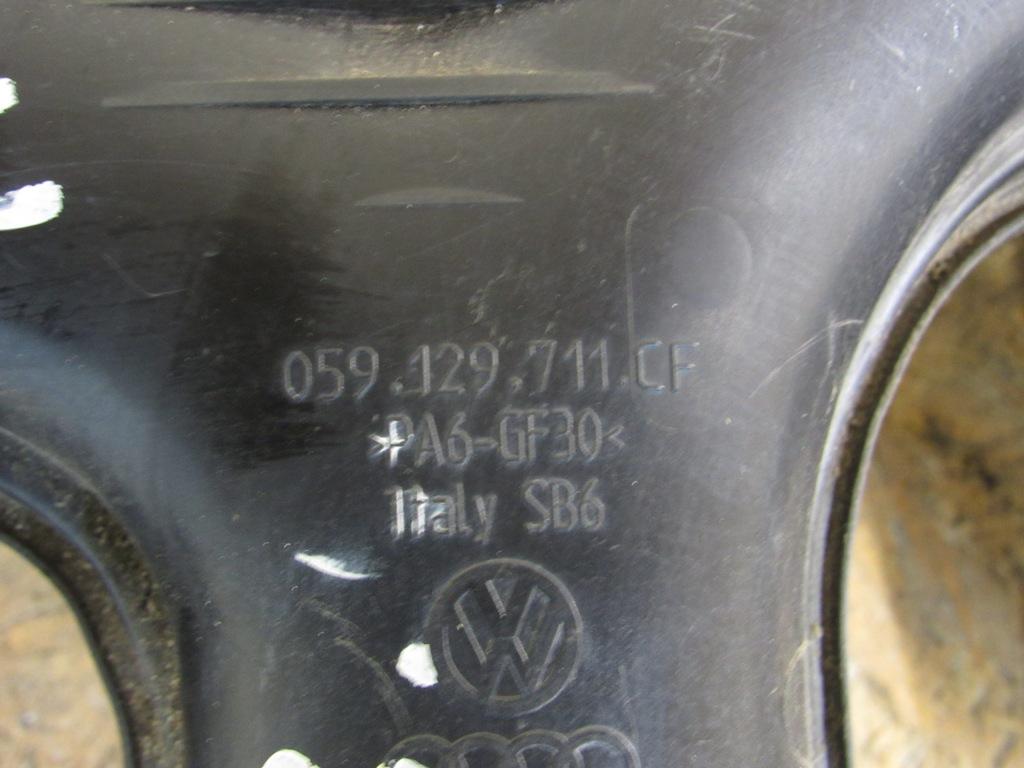 059.129.711.CF
>PA6-GF30<
Italy SB6